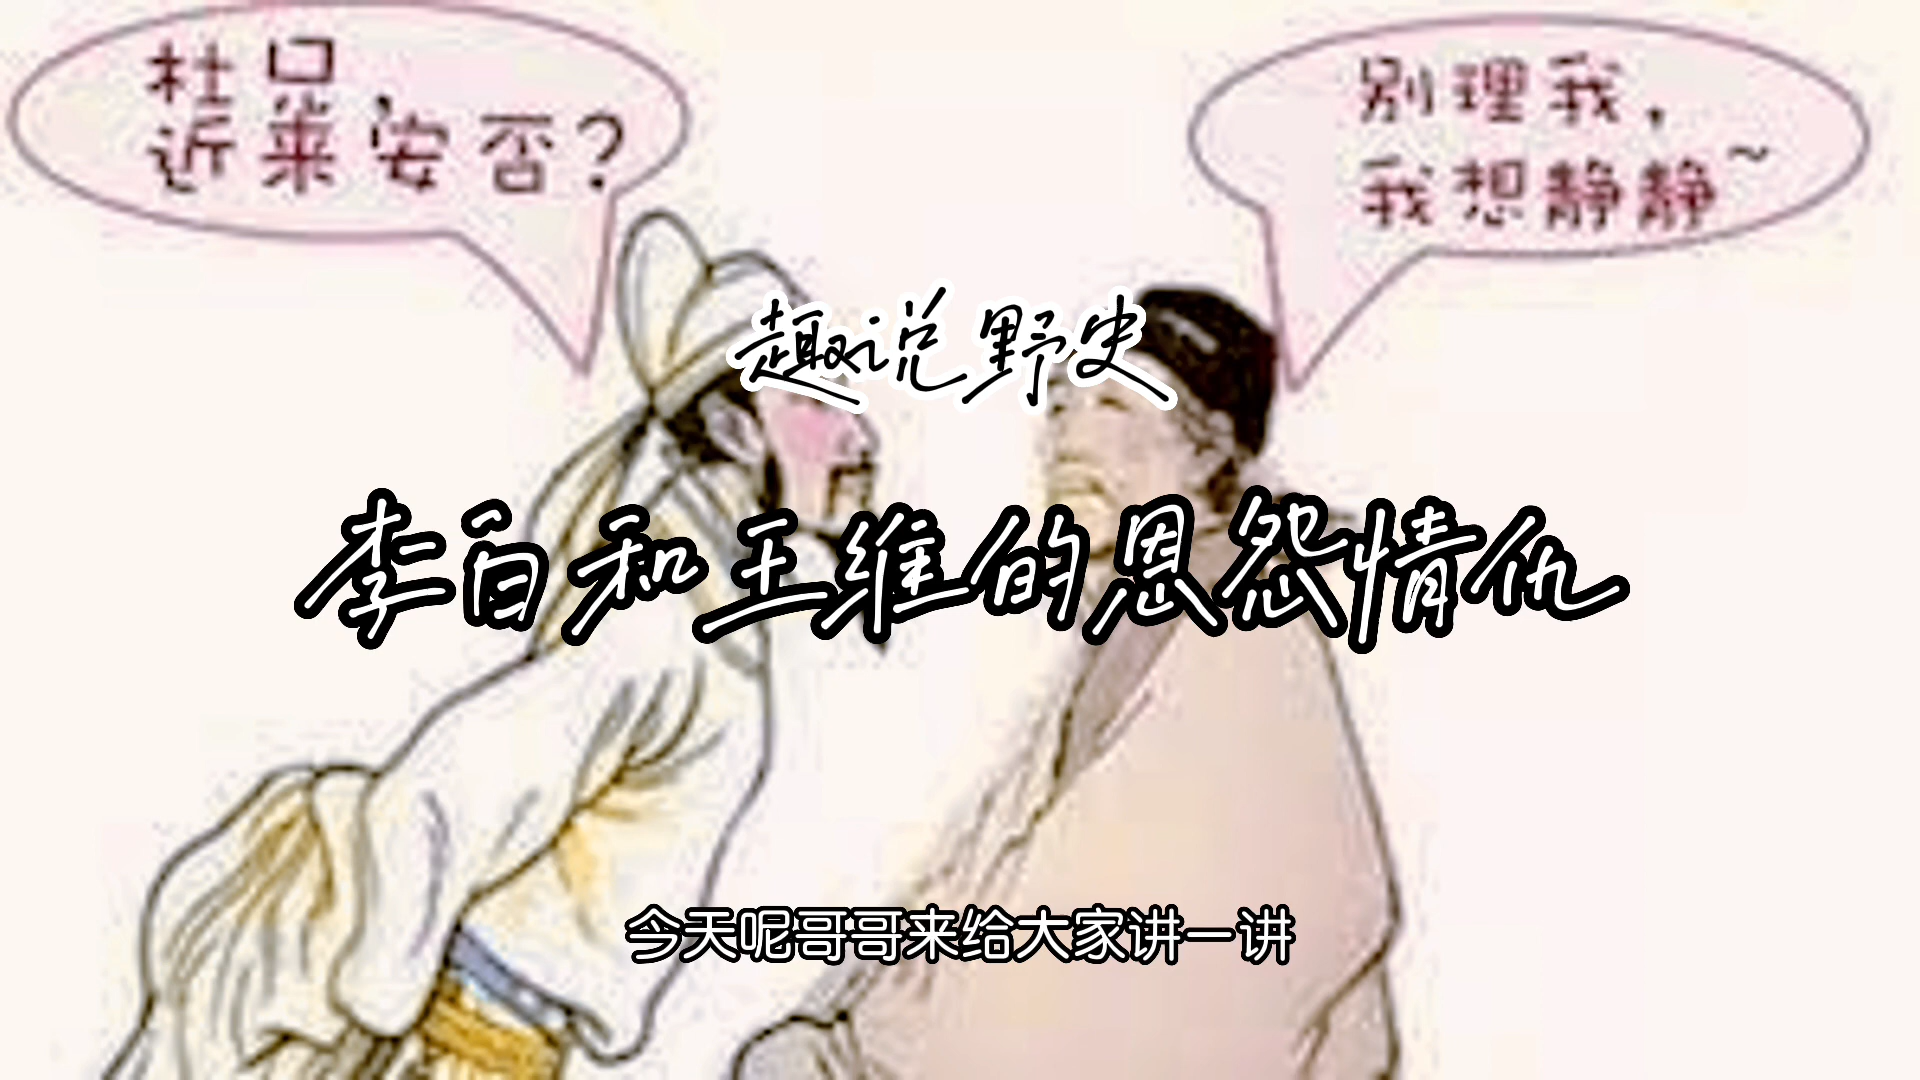 杜口,
近来安否?
别理我,
我想静静~
趣说野史
李白和王维的恩怨情仇
今天呢哥哥来给大家讲一讲